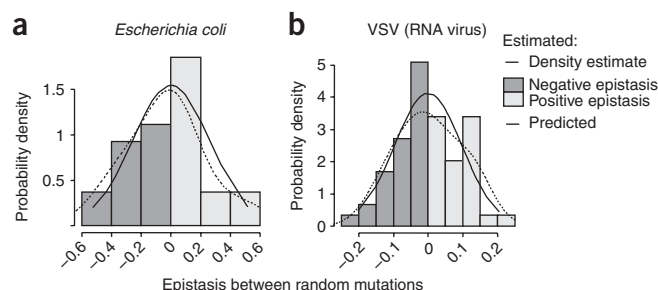 a
Escherichia coli
Probability density
1.5
1
0.5
−0.6
−0.4
−0.2
0
0.2
0.4
0.6
b
VSV (RNA virus)
Probability density
5
4
3
2
1
0
−0.2
−0.1
0
0.1
0.2
Epistasis between random mutations
Estimated:
Density estimate
Negative epistasis
Positive epistasis
Predicted